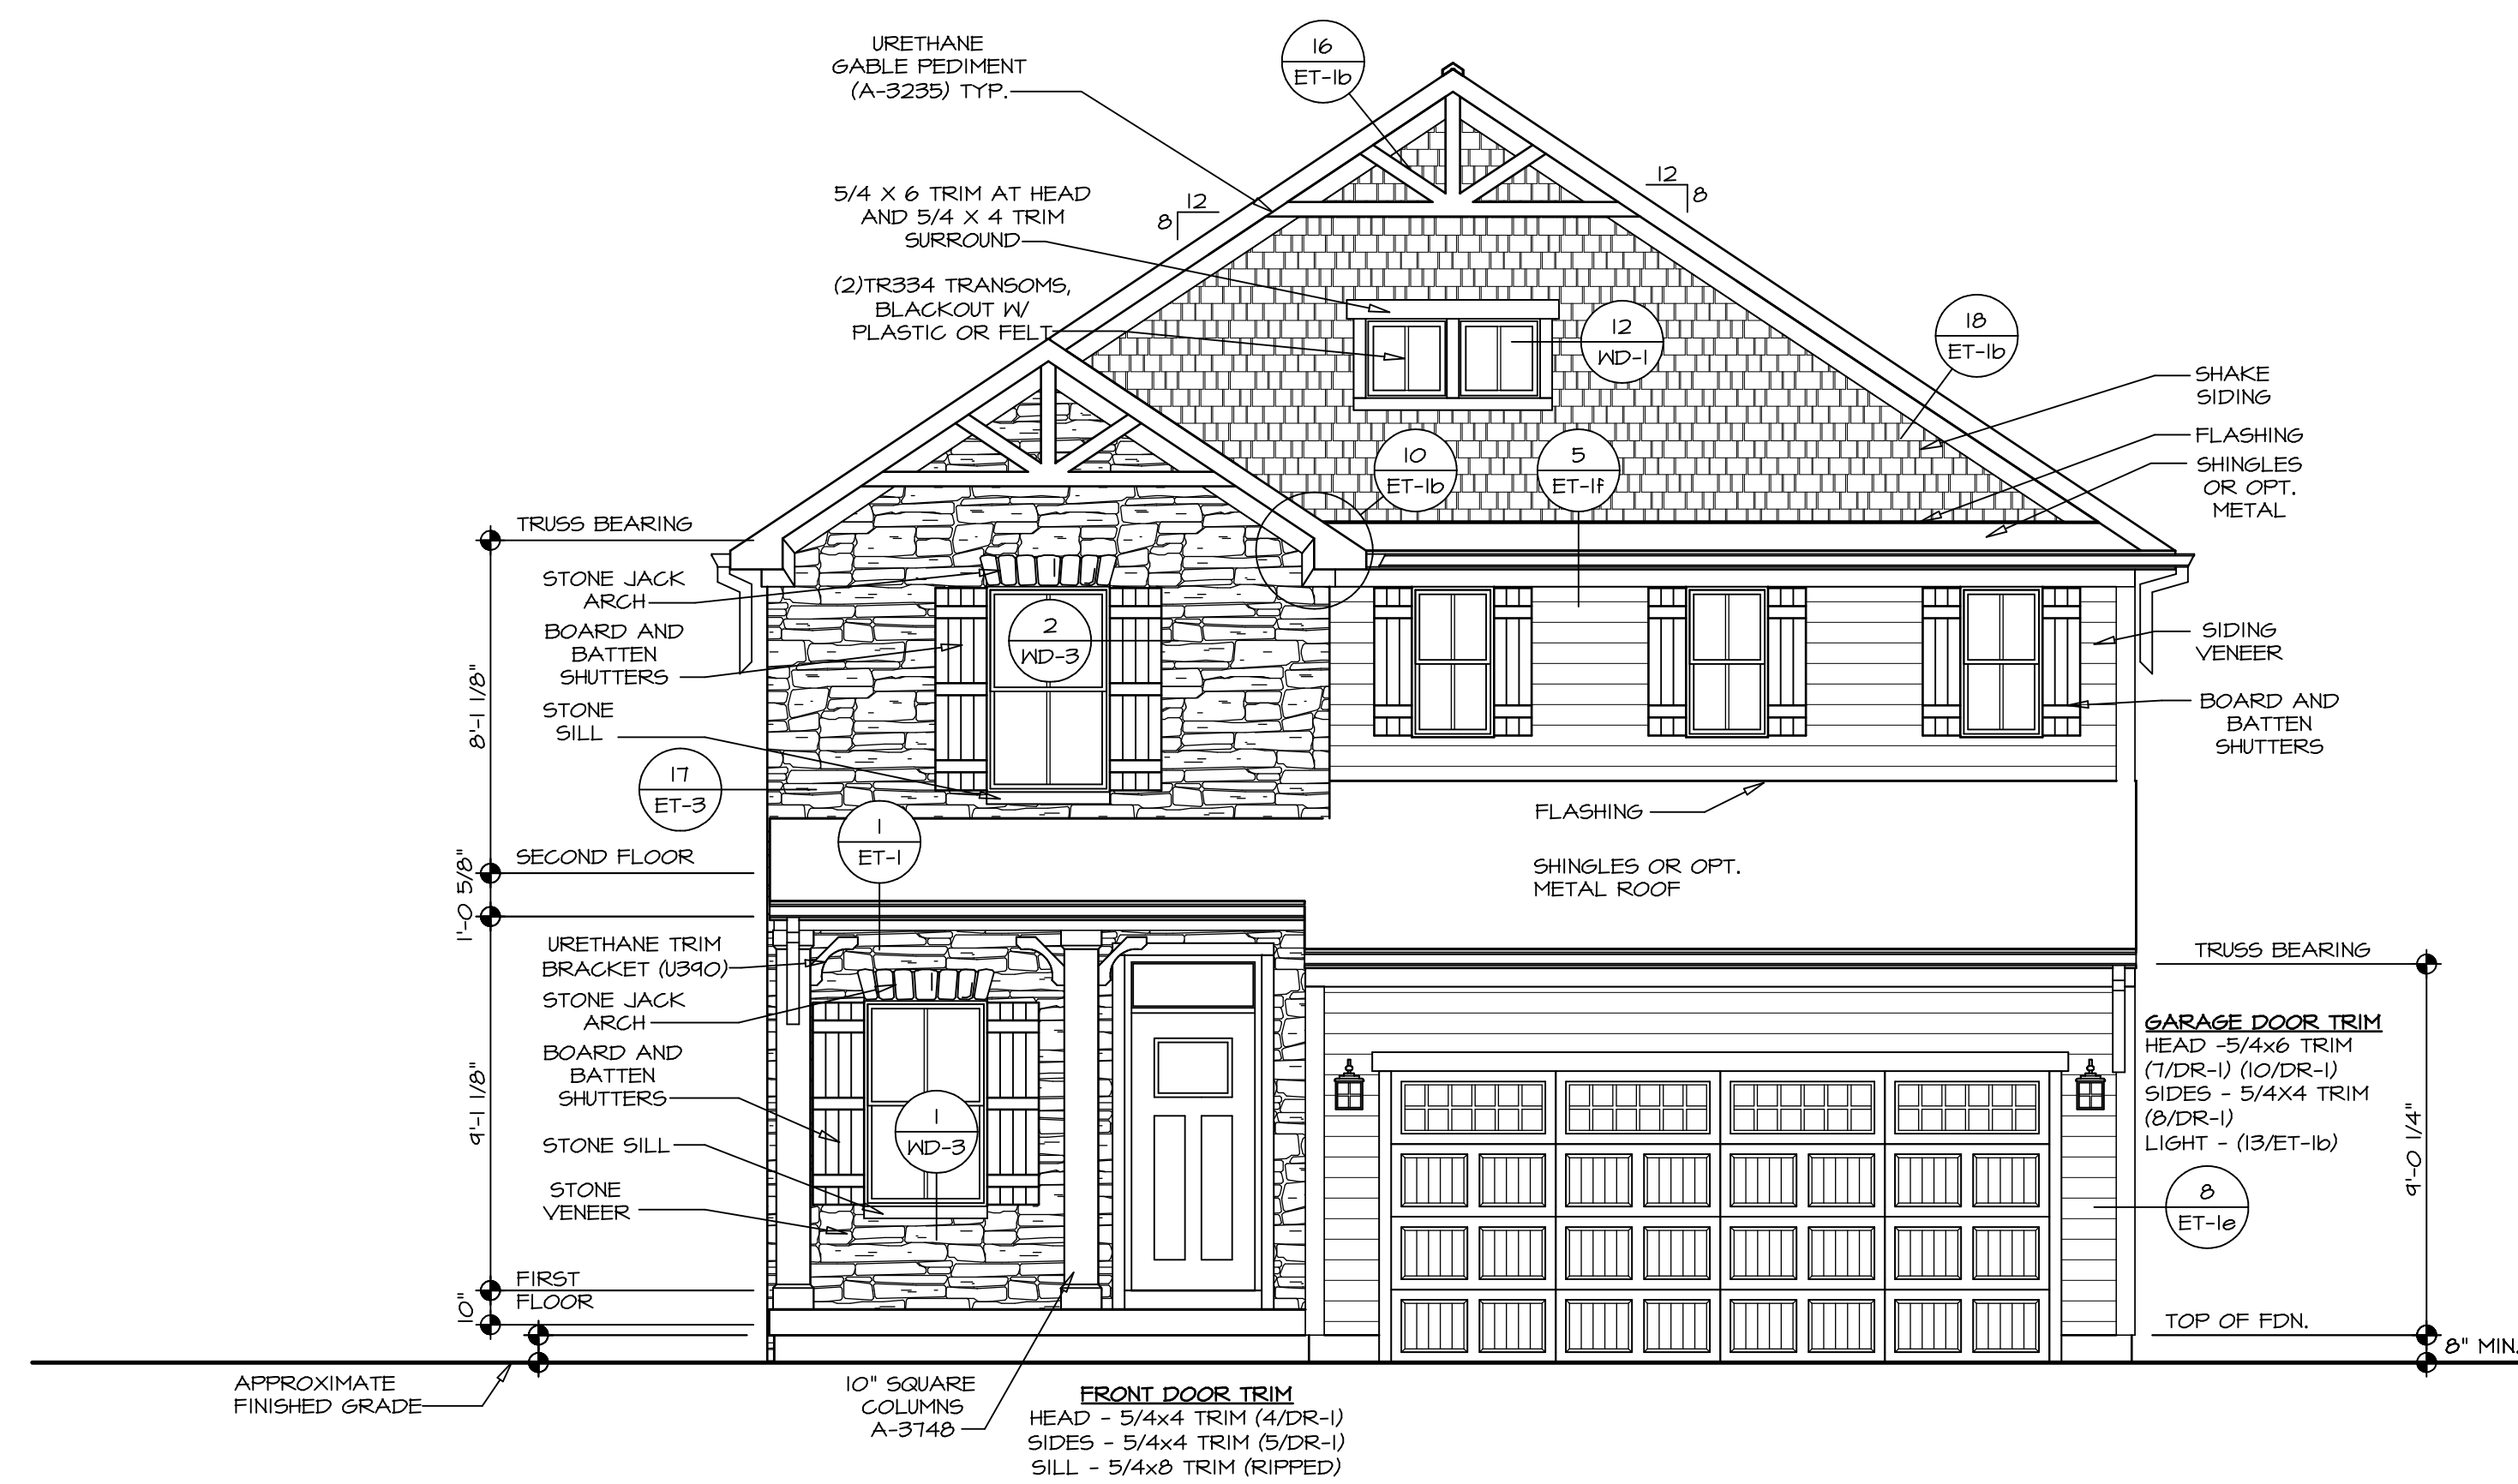 URETHANE
GABLE PEDIMENT
(A-3235) TYP.
16
ET-1b
5/4 X 6 TRIM AT HEAD
AND 5/4 X 4 TRIM
SURROUND
12
8
12
8
(2)TR334 TRANSOMS,
BLACKOUT W/
PLASTIC OR FELT
12
WD-1
18
ET-1b
SHAKE
SIDING
FLASHING
SHINGLES
OR OPT.
METAL
10
ET-1b
5
ET-1f
TRUSS BEARING
STONE JACK
ARCH
BOARD AND
BATTEN
SHUTTERS
STONE
SILL
2
WD-3
SIDING
VENEER
BOARD AND
BATTEN
SHUTTERS
8'-1 1/8"
17
ET-3
1
ET-1
FLASHING
SECOND FLOOR
SHINGLES OR OPT.
METAL ROOF
1'-0 5/8"
URETHANE TRIM
BRACKET (U390)
STONE JACK
ARCH
BOARD AND
BATTEN
SHUTTERS
STONE SILL
STONE
VENEER
9'-1 1/8"
1
WD-3
TRUSS BEARING
GARAGE DOOR TRIM
HEAD -5/4x6 TRIM
(7/DR-1) (10/DR-1)
SIDES - 5/4X4 TRIM
(8/DR-1)
LIGHT - (13/ET-1b)
9'-0 1/4"
8
ET-1e
FIRST
FLOOR
10"
TOP OF FDN.
8" MIN.
APPROXIMATE
FINISHED GRADE
10" SQUARE
COLUMNS
A-3748
FRONT DOOR TRIM
HEAD - 5/4x4 TRIM (4/DR-1)
SIDES - 5/4x4 TRIM (5/DR-1)
SILL - 5/4x8 TRIM (RIPPED)